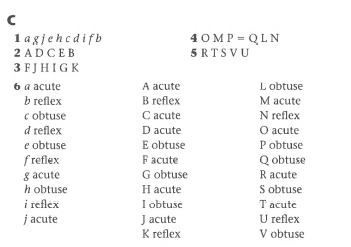 C
1 a g j e h c d i f b
2 A D C E B
3 F J H I G K
4 O M P = Q L N
5 R T S V U
6 a acute
b reflex
c obtuse
d reflex
e obtuse
f reflex
g acute
h obtuse
i reflex
j acute
A acute
B reflex
C acute
D acute
E obtuse
F acute
G obtuse
H acute
I obtuse
J acute
K reflex
L obtuse
M acute
N reflex
O acute
P obtuse
Q obtuse
R acute
S obtuse
T acute
U reflex
V obtuse